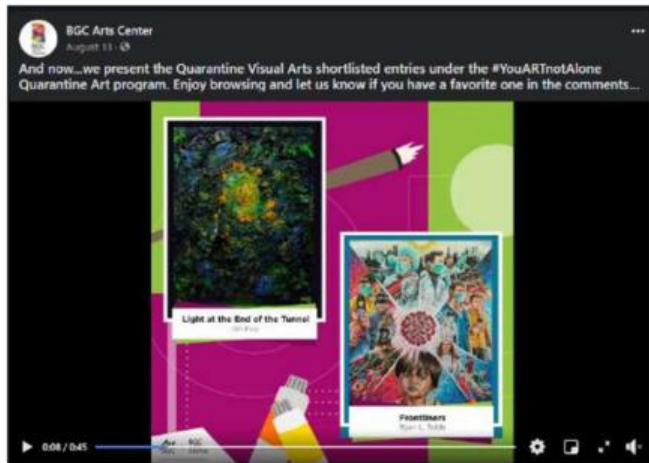 BGC Arts Center
August 13
And now...we present the Quarantine Visual Arts shortlisted entries under the #YouARTnotAlone
Quarantine Art program. Enjoy browsing and let us know if you have a favorite one in the comments...
Light at the End of the Tunnel
Frontliners
0:08 / 0:45